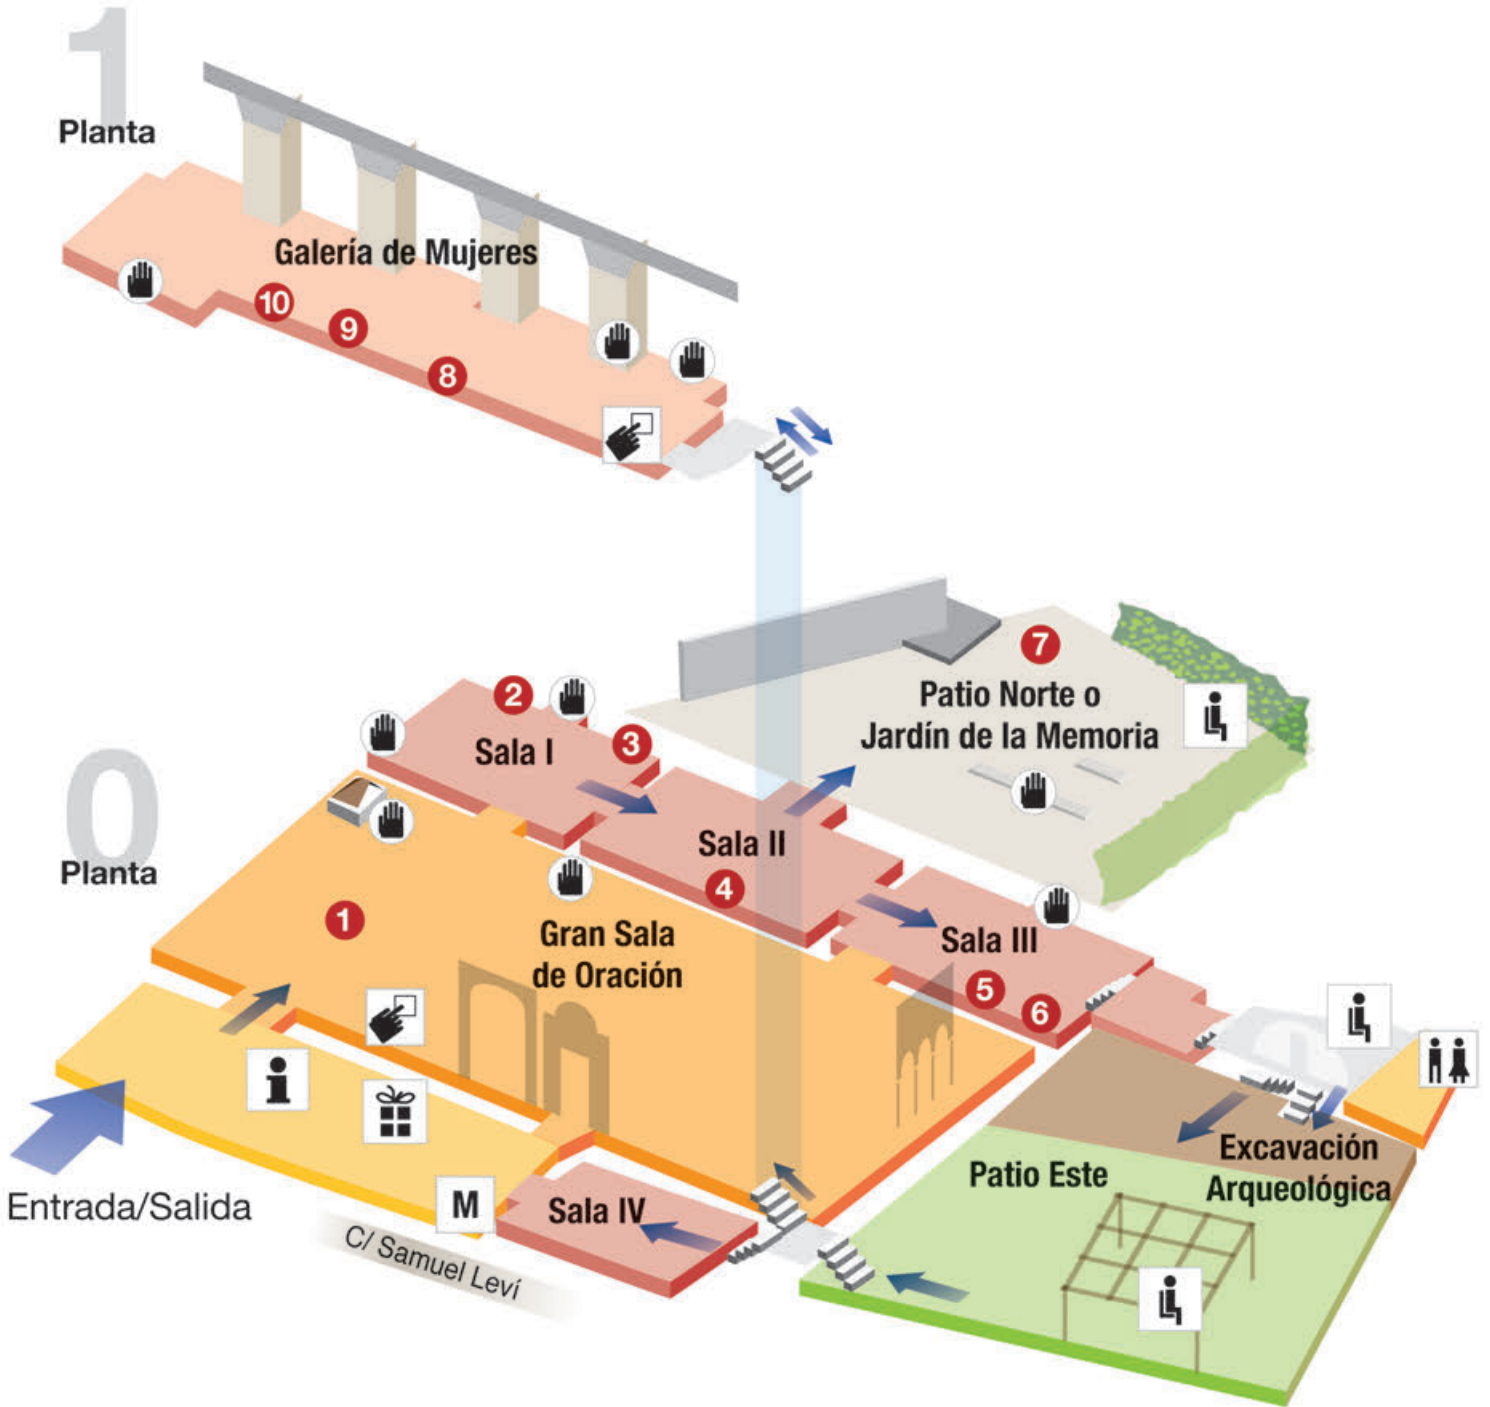 1
Planta
Galería de Mujeres
10
9
8
7
Patio Norte o
Jardín de la Memoria
2
3
Sala I
0
Planta
Sala II
4
1
Gran Sala
de Oración
Sala III
5
6
i
Excavación
Arqueológica
Patio Este
Entrada/Salida
M
Sala IV
C/ Samuel Leví